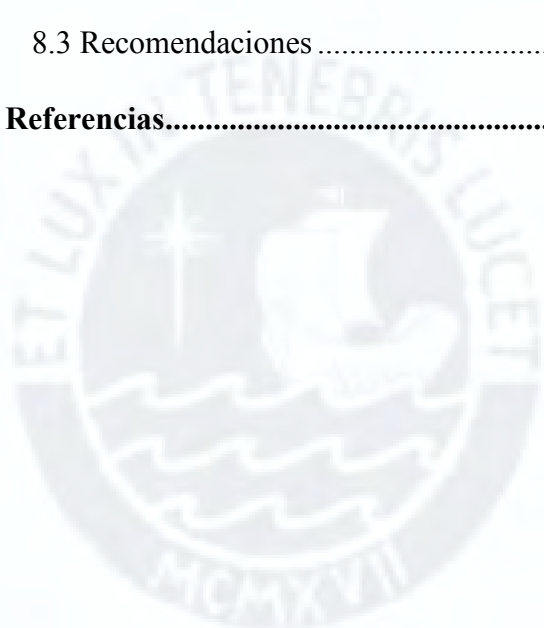 8.3 Recomendaciones..............................
Referencias................................................
ET LUX IN TENEBRIS LUCET
MCMXVII